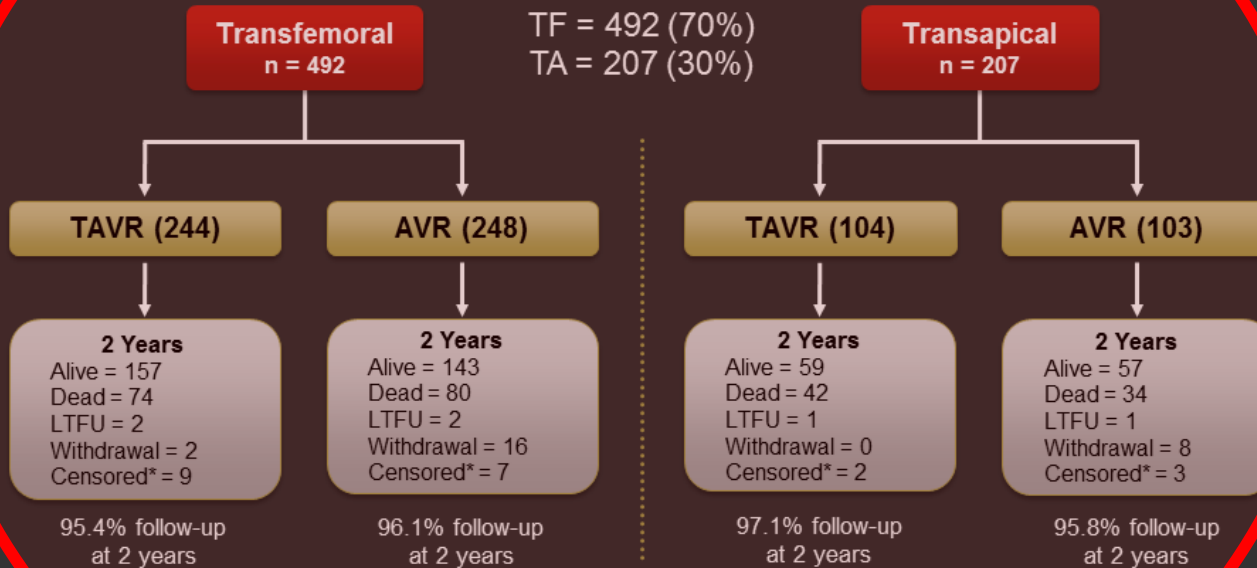 Transfemoral
n = 492
TF = 492 (70%)
TA = 207 (30%)
Transapical
n = 207
TAVR (244)
AVR (248)
TAVR (104)
AVR (103)
2 Years
Alive = 157
Dead = 74
LTFU = 2
Withdrawal = 2
Censored* = 9
2 Years
Alive = 143
Dead = 80
LTFU = 2
Withdrawal = 16
Censored* = 7
2 Years
Alive = 59
Dead = 42
LTFU = 1
Withdrawal = 0
Censored* = 2
2 Years
Alive = 57
Dead = 34
LTFU = 1
Withdrawal = 8
Censored* = 3
95.4% follow-up
at 2 years
96.1% follow-up
at 2 years
97.1% follow-up
at 2 years
95.8% follow-up
at 2 years